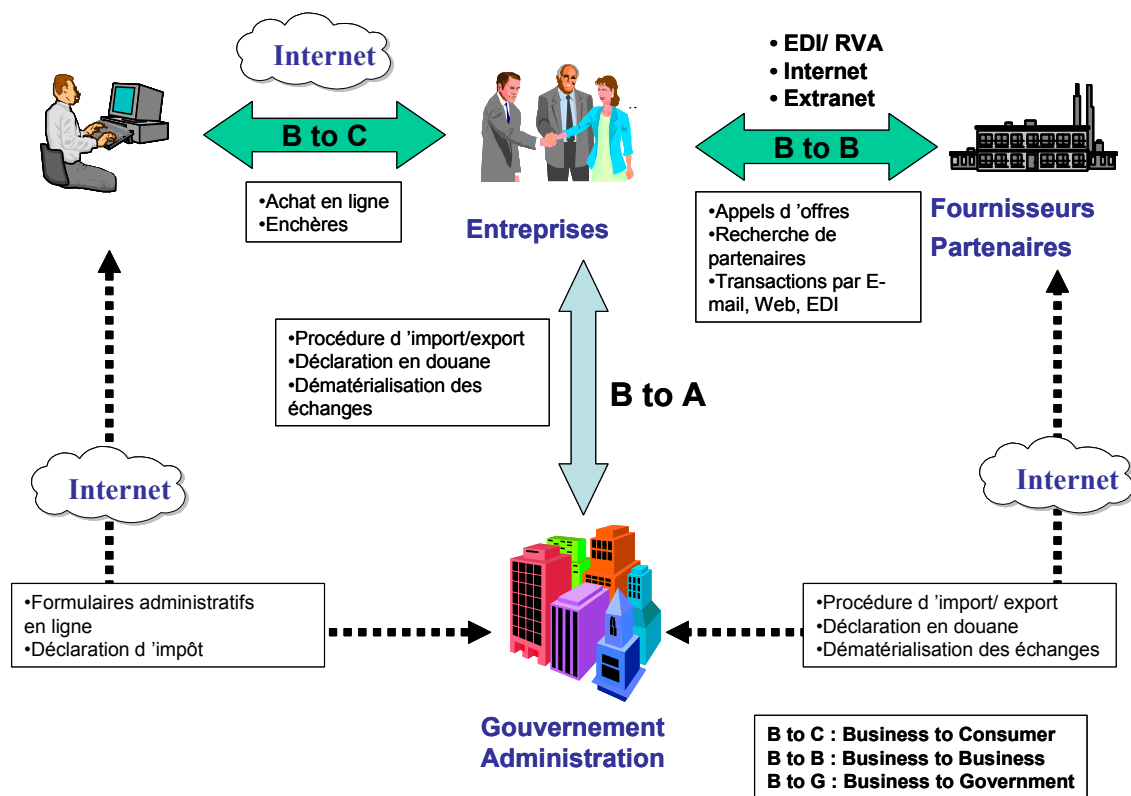 Internet
• EDI/ RVA
• Internet
• Extranet
B to C
B to B
•Achat en ligne
•Enchères
Entreprises
•Appels d 'offres
•Recherche de
partenaires
•Transactions par E-
mail, Web, EDI
Fournisseurs
Partenaires
•Procédure d 'import/export
•Déclaration en douane
•Dématérialisation des
échanges
B to A
Internet
Internet
•Formulaires administratifs
en ligne
•Déclaration d 'impôt
•Procédure d 'import/ export
•Déclaration en douane
•Dématérialisation des échanges
Gouvernement
Administration
B to C : Business to Consumer
B to B : Business to Business
B to G : Business to Government